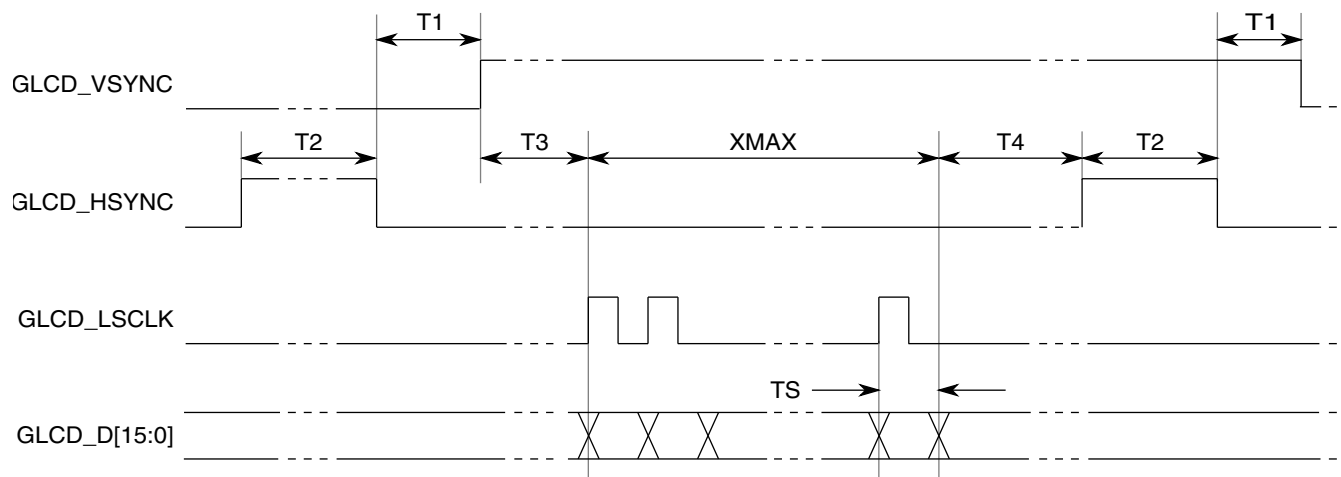 T1 T1
GLCD_VSYNC
T2 T3 XMAX T4 T2
GLCD_HSYNC
GLCD_LSCLK
TS
GLCD_D[15:0]